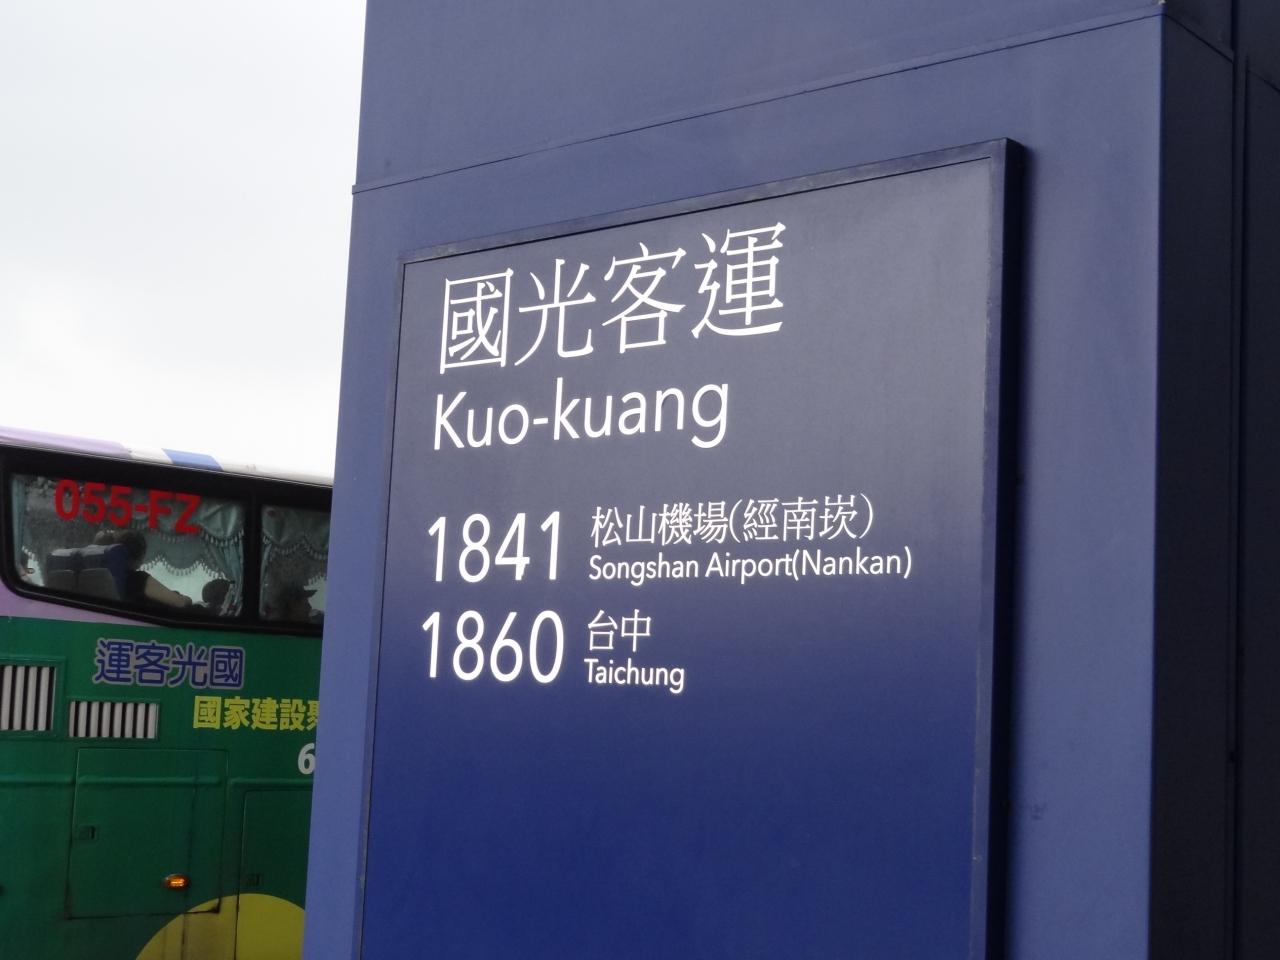 國光客運
Kuo-kuang
1841 松山機場(經南崁)
Songshan Airport(Nankan)
1860 台中
Taichung
055-FZ
運客光國
國家建設
6